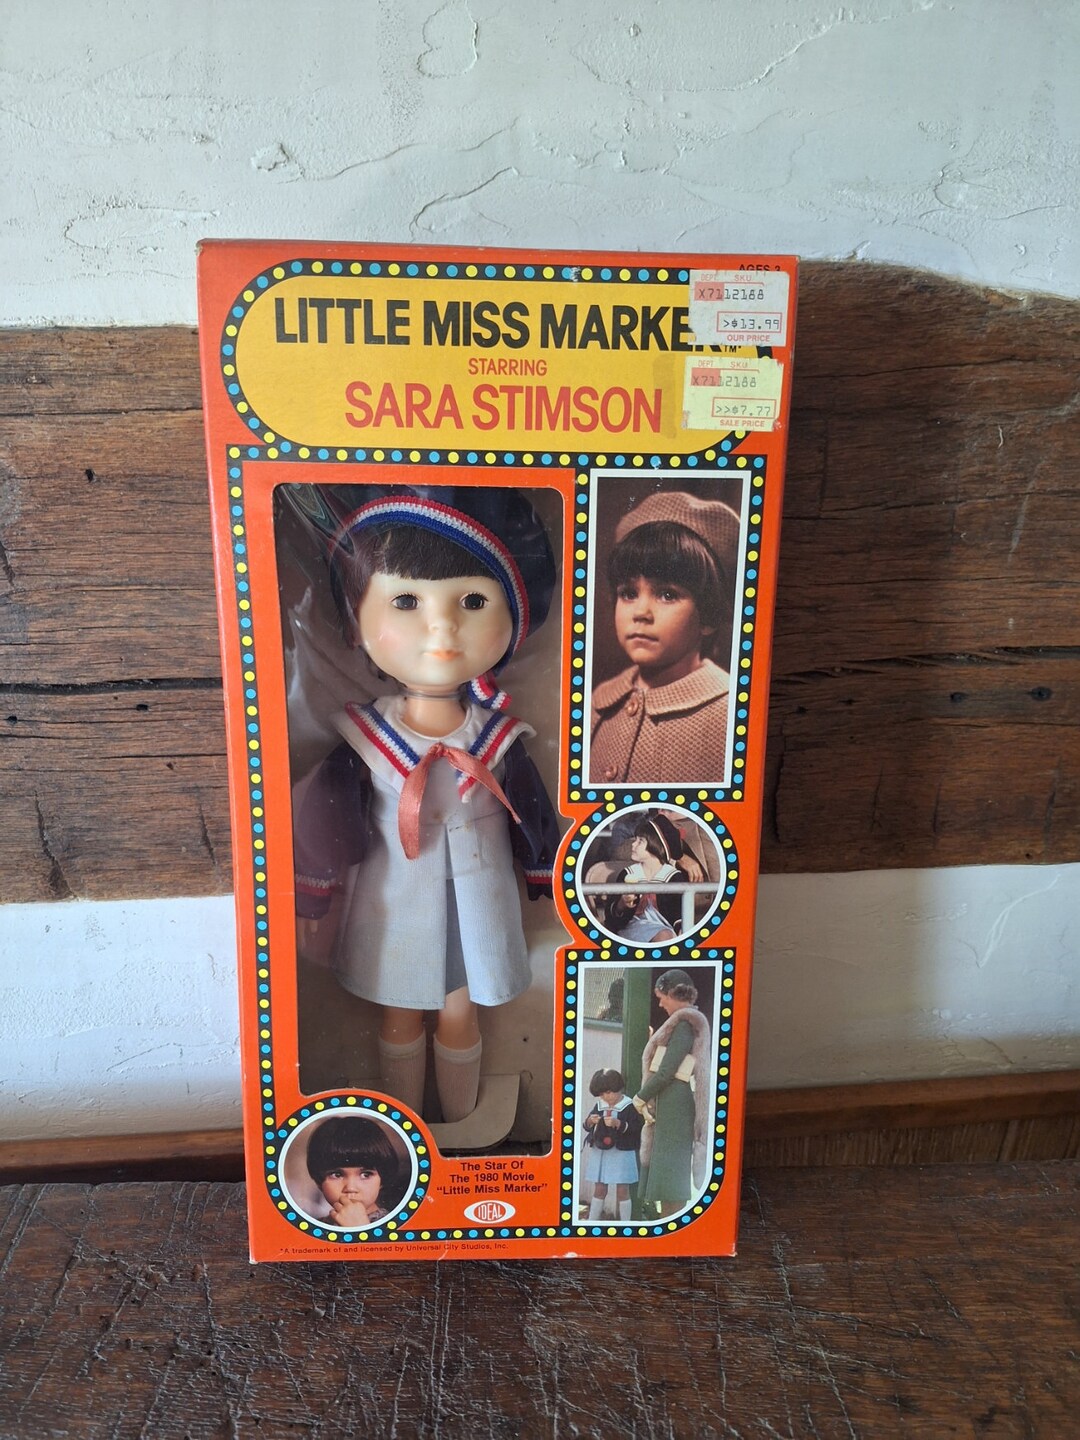 AGES 3
LITTLE MISS MARKER™
STARRING
SARA STIMSON
DEPT SKU
X7112188
>$13.99
OUR PRICE
DEPT SKU
X7112188
>>$7.77
SALE PRICE
The Star Of
The 1980 Movie
"Little Miss Marker"
IDEAL
*A trademark of and licensed by Universal City Studios, Inc.